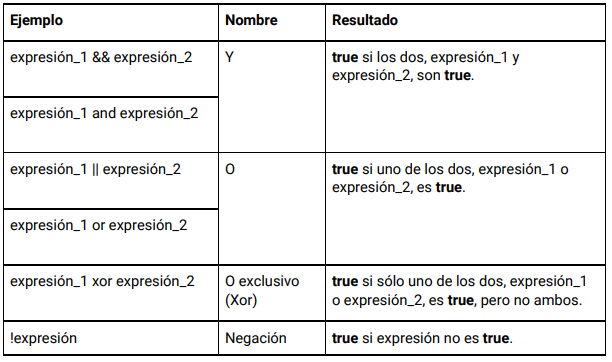 Ejemplo Nombre Resultado
expresión_1 && expresión_2 Y true si los dos, expresión_1 y
expresión_2, son true.
expresión_1 and expresión_2
expresión_1 || expresión_2 O true si uno de los dos, expresión_1 o
expresión_2, es true.
expresión_1 or expresión_2
expresión_1 xor expresión_2 O exclusivo true si sólo uno de los dos, expresión_1
(Xor) o expresión_2, es true, pero no ambos.
!expresión Negación true si expresión no es true.